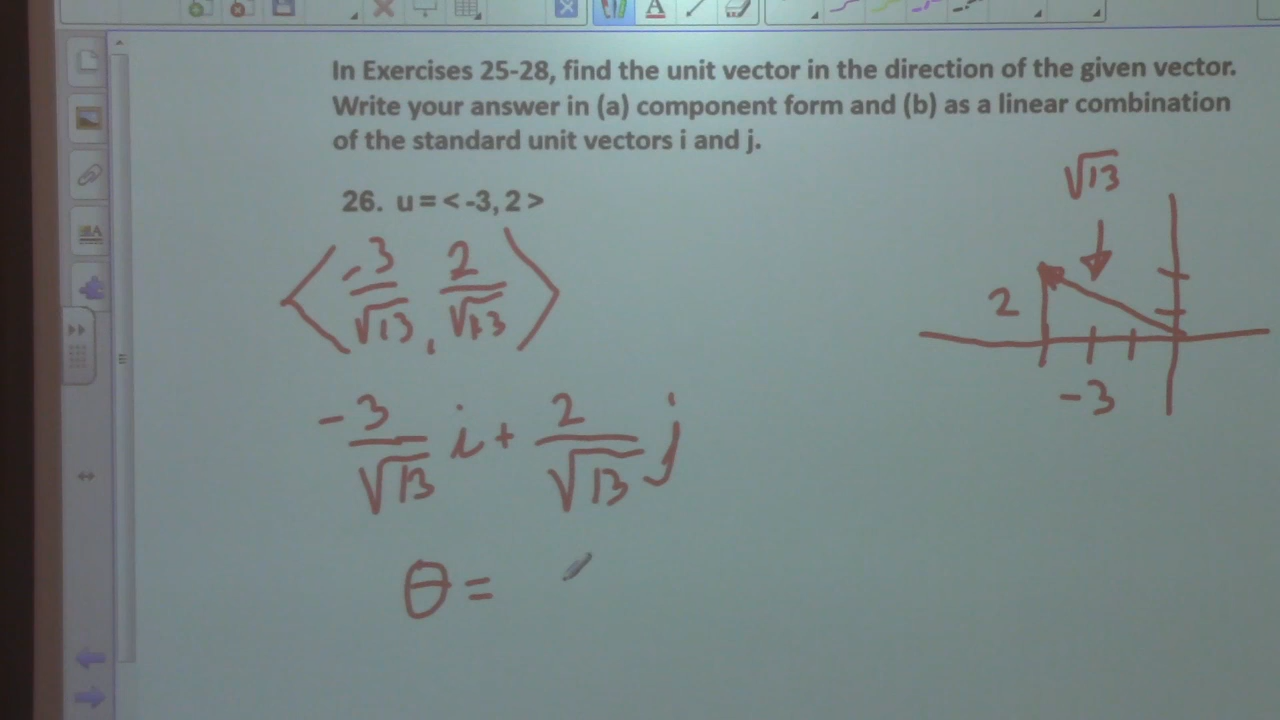 In Exercises 25-28, find the unit vector in the direction of the given vector.
Write your answer in (a) component form and (b) as a linear combination
of the standard unit vectors i and j.
26. u = < -3, 2 >
⟨ -3/√13, 2/√13 ⟩
-3/√13 i + 2/√13 j
θ =
√13
2
-3